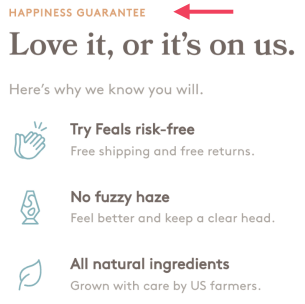 HAPPINESS GUARANTEE
Love it, or it's on us.
Here's why we know you will.
Try Feals risk-free
Free shipping and free returns.
No fuzzy haze
Feel better and keep a clear head.
All natural ingredients
Grown with care by US farmers.